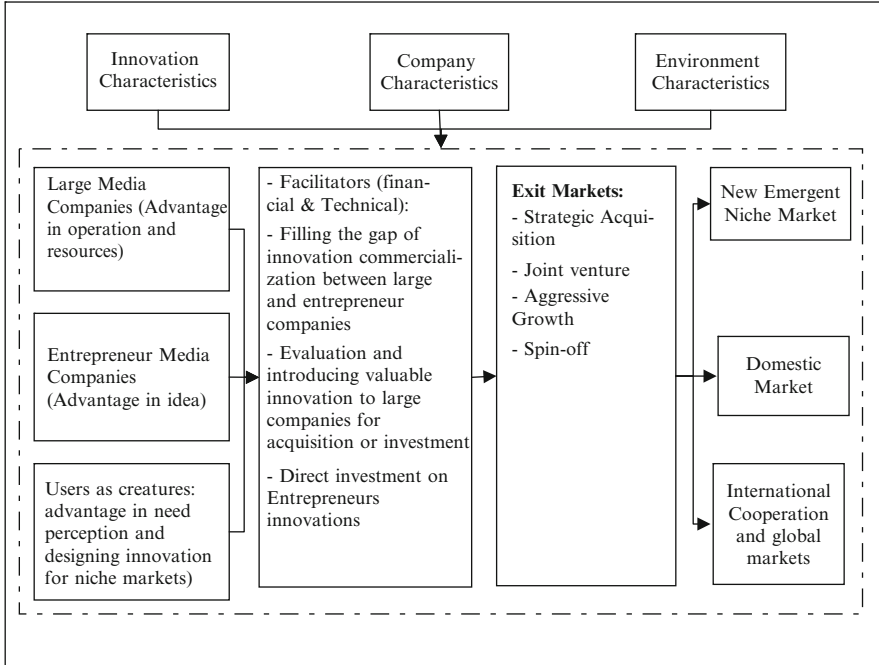 Innovation
Characteristics
Company
Characteristics
Environment
Characteristics
Large Media
Companies (Advantage
in operation and
resources)
Entrepreneur Media
Companies
(Advantage in idea)
Users as creatures:
advantage in need
perception and
designing innovation
for niche markets)
- Facilitators (finan-
cial & Technical):
- Filling the gap of
innovation commerciali-
zation between large
and entrepreneur
companies
- Evaluation and
introducing valuable
innovation to large
companies for
acquisition or investment
- Direct investment on
Entrepreneurs
innovations
Exit Markets:
- Strategic Acqui-
sition
- Joint venture
- Aggressive
Growth
- Spin-off
New Emergent
Niche Market
Domestic
Market
International
Cooperation
and global
markets